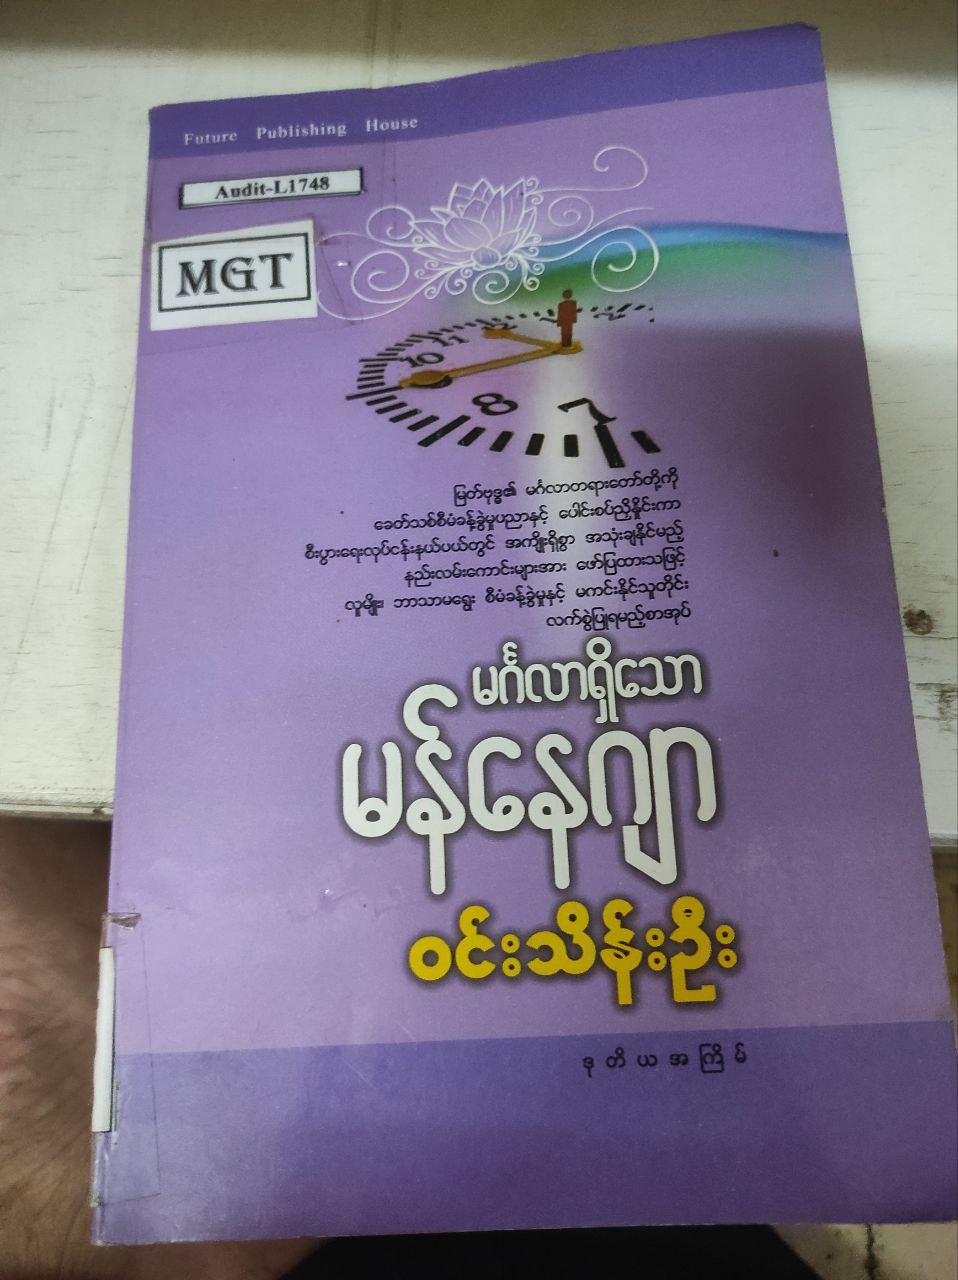 Future Publishing House
Audit-L1748
MGT
မြတ်ဗုဒ္ဓ၏ မင်္ဂလာတရားတော်တို့ကို
ခေတ်သစ်စီမံခန့်ခွဲမှုပညာနှင့် ပေါင်းစပ်ညှိနှိုင်းကာ
စီးပွားရေးလုပ်ငန်းနယ်ပယ်တွင် အကျိုးရှိစွာ အသုံးချနိုင်မည့်
နည်းလမ်းကောင်းများအား ဖော်ပြထားသဖြင့်
လူမျိုး၊ ဘာသာမရွေး စီမံခန့်ခွဲမှုနှင့် မကင်းနိုင်သူတိုင်း
လက်စွဲပြုရမည့်စာအုပ်
မင်္ဂလာရှိသော
မန်နေဂျာ
ဝင်းသိန်းဦး
ဒုတိယအကြိမ်